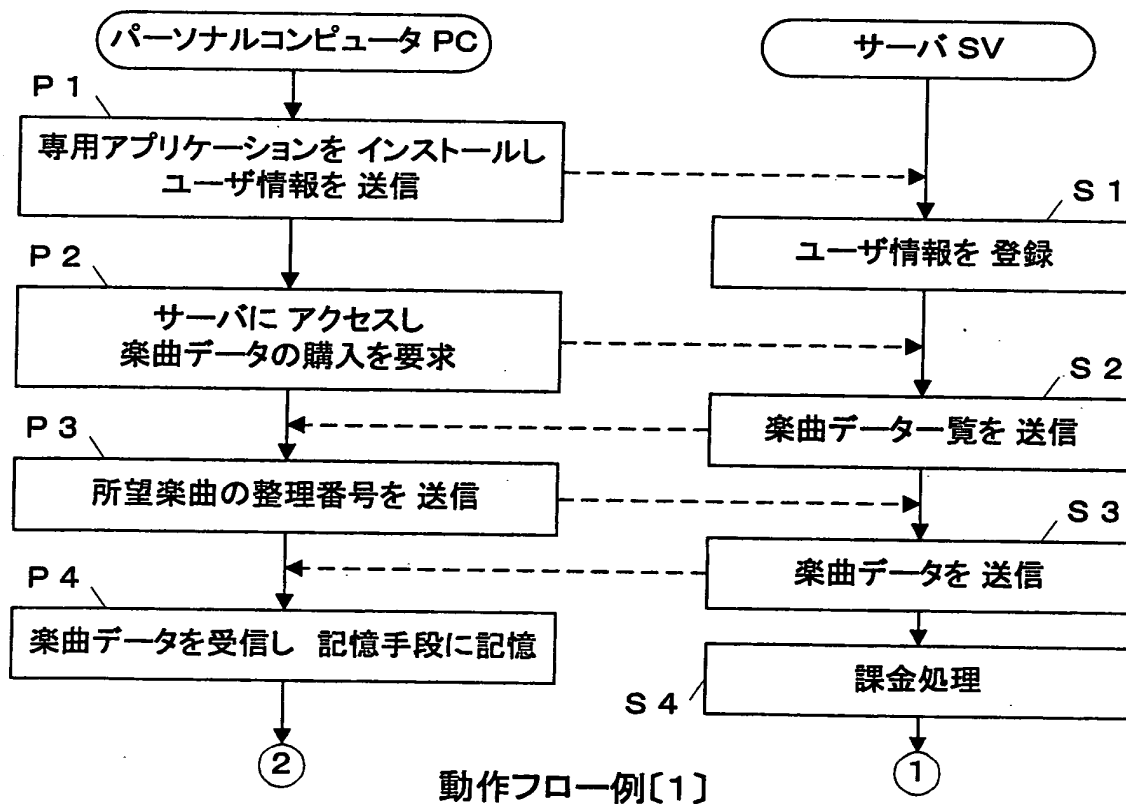 パーソナルコンピュータ PC
サーバ SV
P 1
専用アプリケーションを インストールし
ユーザ情報を 送信
S 1
ユーザ情報を 登録
P 2
サーバに アクセスし
楽曲データの購入を要求
S 2
楽曲データ一覧を 送信
P 3
所望楽曲の整理番号を 送信
S 3
楽曲データを 送信
P 4
楽曲データを受信し 記憶手段に記憶
課金処理
S 4
2
1
動作フロー例〔1〕